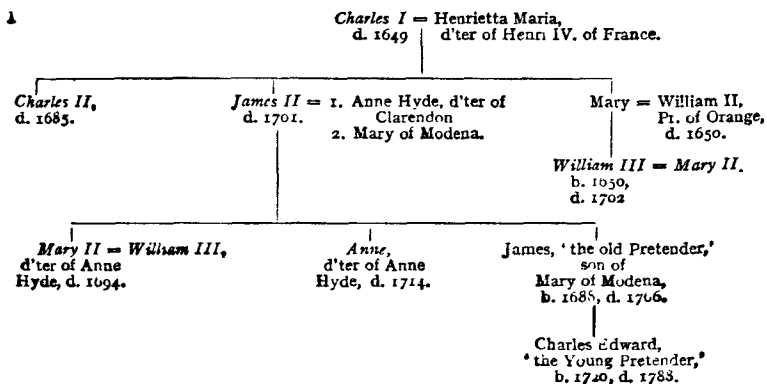 1
Charles I = Henrietta Maria,
d. 1649 d'ter of Henri IV. of France.
Charles II,
d. 1685.
James II = 1. Anne Hyde, d'ter of
d. 1701. Clarendon
2. Mary of Modena.
Mary = William II,
Pr. of Orange,
d. 1650.
William III = Mary II.
b. 1650,
d. 1702
Mary II = William III,
d'ter of Anne
Hyde, d. 1694.
Anne,
d'ter of Anne
Hyde, d. 1714.
James, ‘the old Pretender,’
son of
Mary of Modena,
b. 1688, d. 1766.
Charles Edward,
‘the Young Pretender,’
b. 1720, d. 1788.